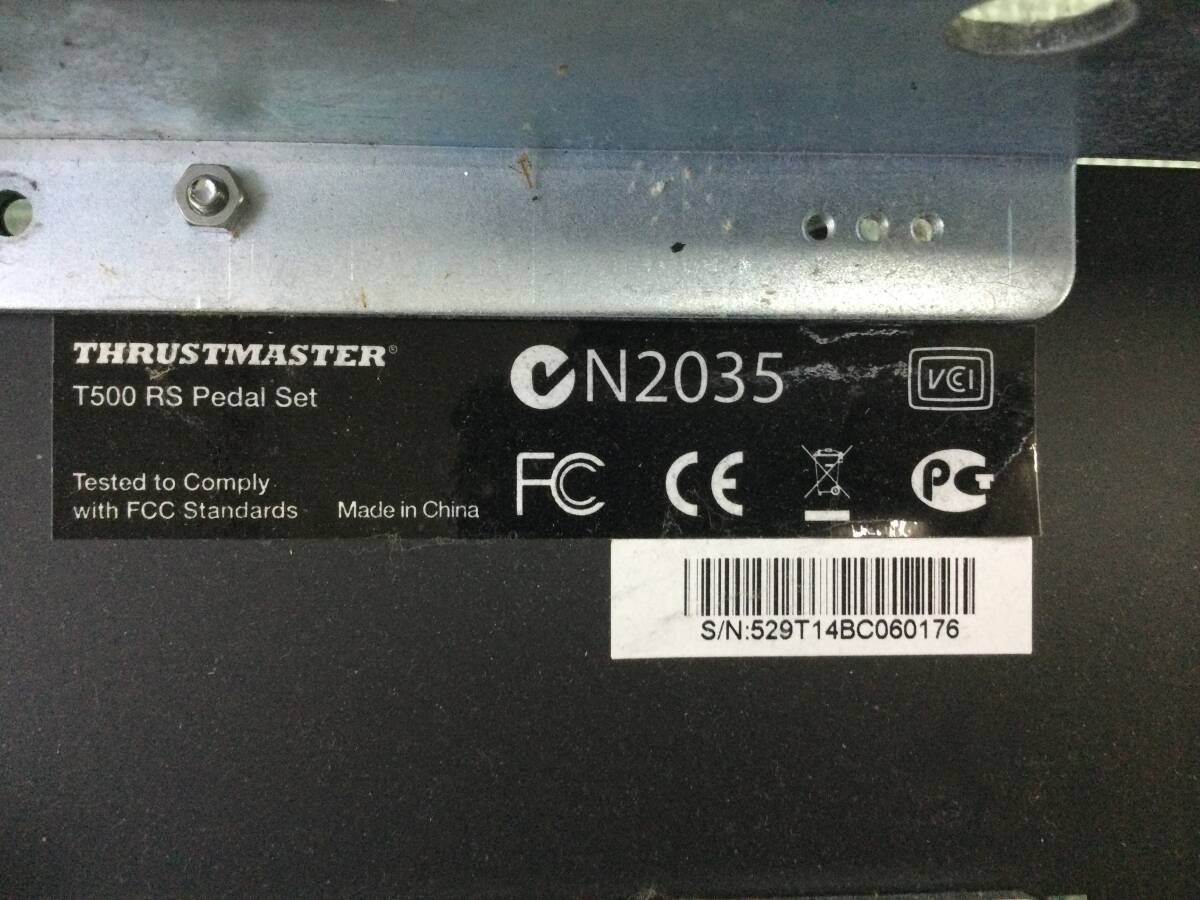 THRUSTMASTER®
T500 RS Pedal Set
N2035
VCCI
Tested to Comply
with FCC Standards
Made in China
FC
CE
PCT
S/N:529T14BC060176